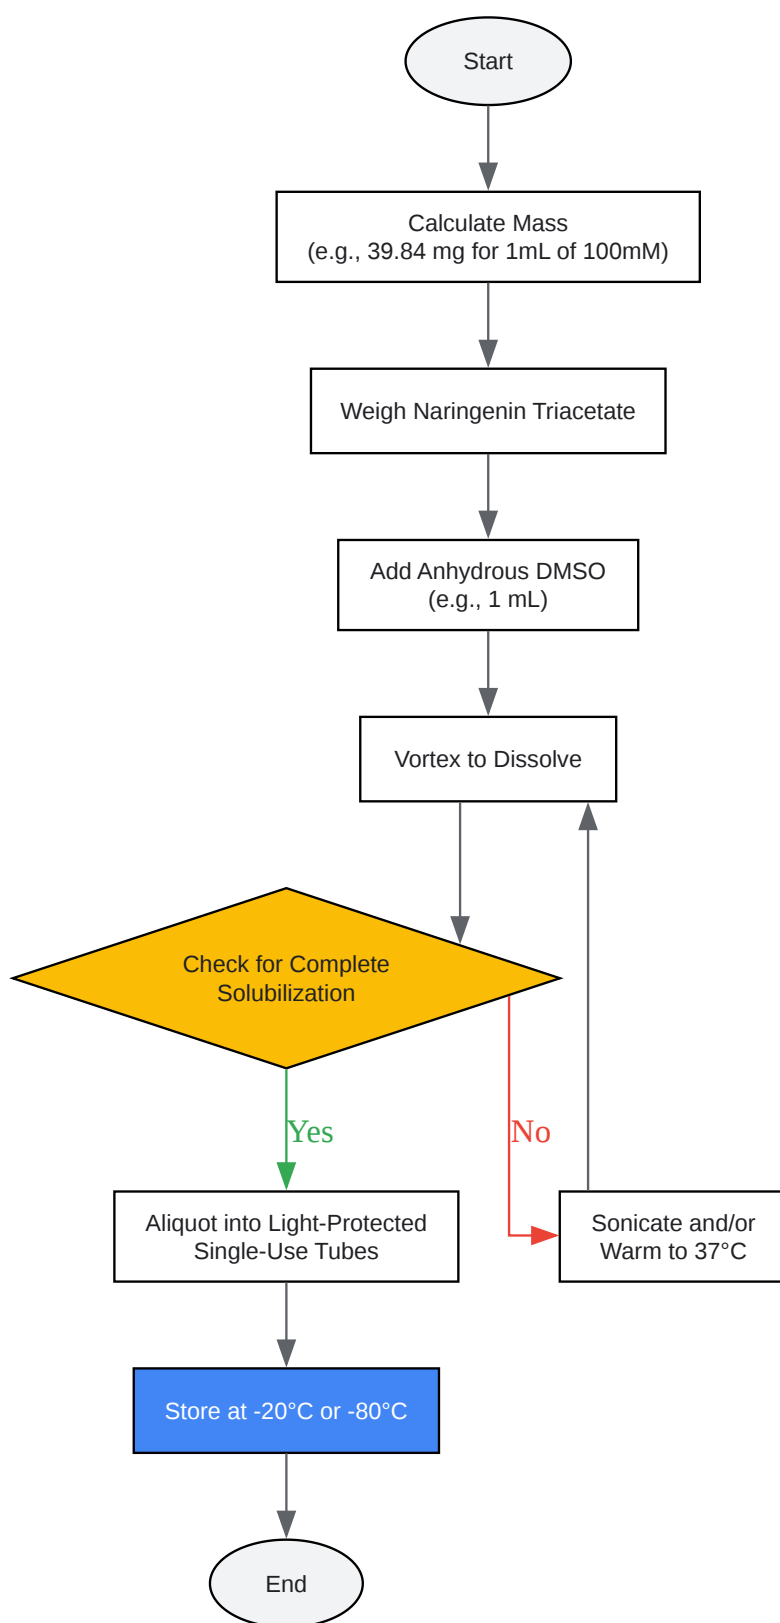 Start
Calculate Mass
(e.g., 39.84 mg for 1mL of 100mM)
Weigh Naringenin Triacetate
Add Anhydrous DMSO
(e.g., 1 mL)
Vortex to Dissolve
Check for Complete
Solubilization
Yes
No
Aliquot into Light-Protected
Single-Use Tubes
Sonicate and/or
Warm to 37°C
Store at -20°C or -80°C
End